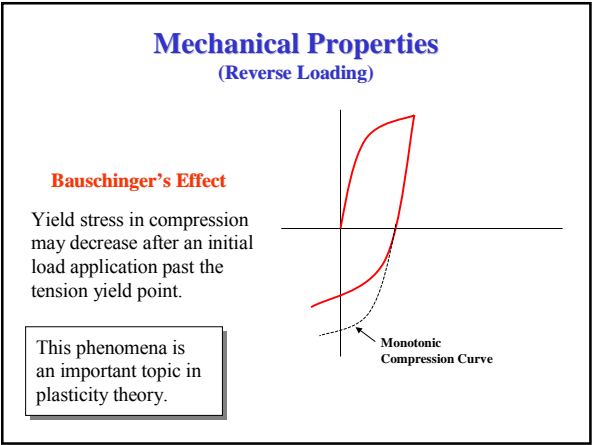 Mechanical Properties
(Reverse Loading)
Bauschinger's Effect
Yield stress in compression
may decrease after an initial
load application past the
tension yield point.
This phenomena is
an important topic in
plasticity theory.
Monotonic
Compression Curve